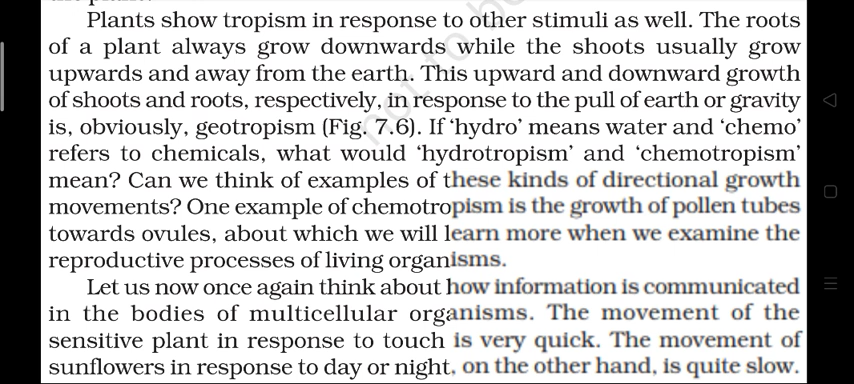 Plants show tropism in response to other stimuli as well. The roots
of a plant always grow downwards while the shoots usually grow
upwards and away from the earth. This upward and downward growth
of shoots and roots, respectively, in response to the pull of earth or gravity
is, obviously, geotropism (Fig. 7.6). If ‘hydro’ means water and ‘chemo’
refers to chemicals, what would ‘hydrotropism’ and ‘chemotropism’
mean? Can we think of examples of these kinds of directional growth
movements? One example of chemotropism is the growth of pollen tubes
towards ovules, about which we will learn more when we examine the
reproductive processes of living organisms.
Let us now once again think about how information is communicated
in the bodies of multicellular organisms. The movement of the
sensitive plant in response to touch is very quick. The movement of
sunflowers in response to day or night, on the other hand, is quite slow.